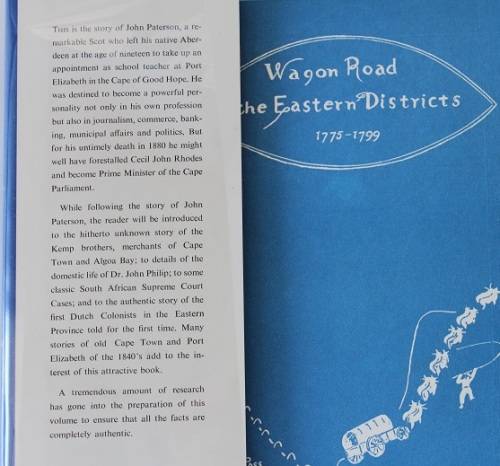 This is the story of John Paterson, a re-
markable Scot who left his native Aber-
deen at the age of nineteen to take up an
appointment as school teacher at Port
Elizabeth in the Cape of Good Hope. He
was destined to become a powerful per-
sonality not only in his own profession
but also in journalism, commerce, bank-
ing, municipal affairs and politics, But
for his untimely death in 1880 he might
well have forestalled Cecil John Rhodes
and become Prime Minister of the Cape
Parliament.
While following the story of John
Paterson, the reader will be introduced
to the hitherto unknown story of the
Kemp brothers, merchants of Cape
Town and Algoa Bay; to details of the
domestic life of Dr. John Philip; to some
classic South African Supreme Court
Cases; and to the authentic story of the
first Dutch Colonists in the Eastern
Province told for the first time. Many
stories of old Cape Town and Port
Elizabeth of the 1840's add to the in-
terest of this attractive book.
A tremendous amount of research
has gone into the preparation of this
volume to ensure that all the facts are
completely authentic.
Wagon Road
the Eastern Districts
1775-1799